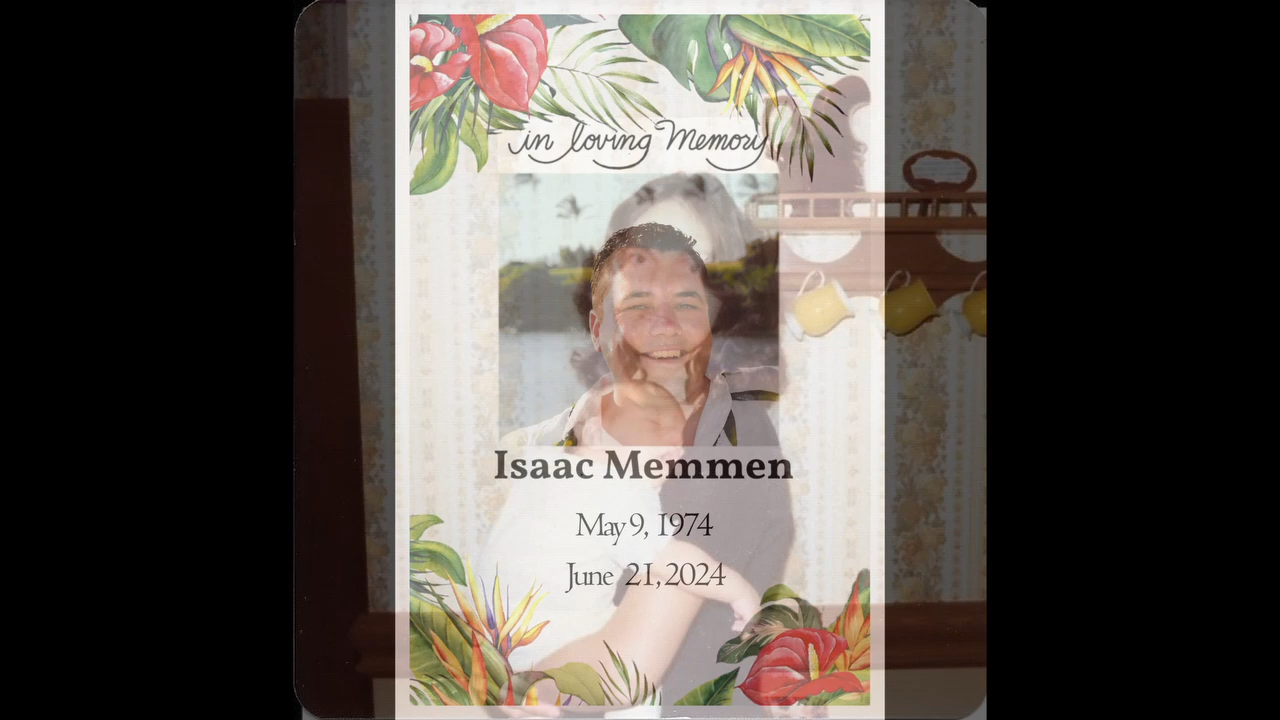 in loving Memory
Isaac Memmen
May 9, 1974
June 21, 2024